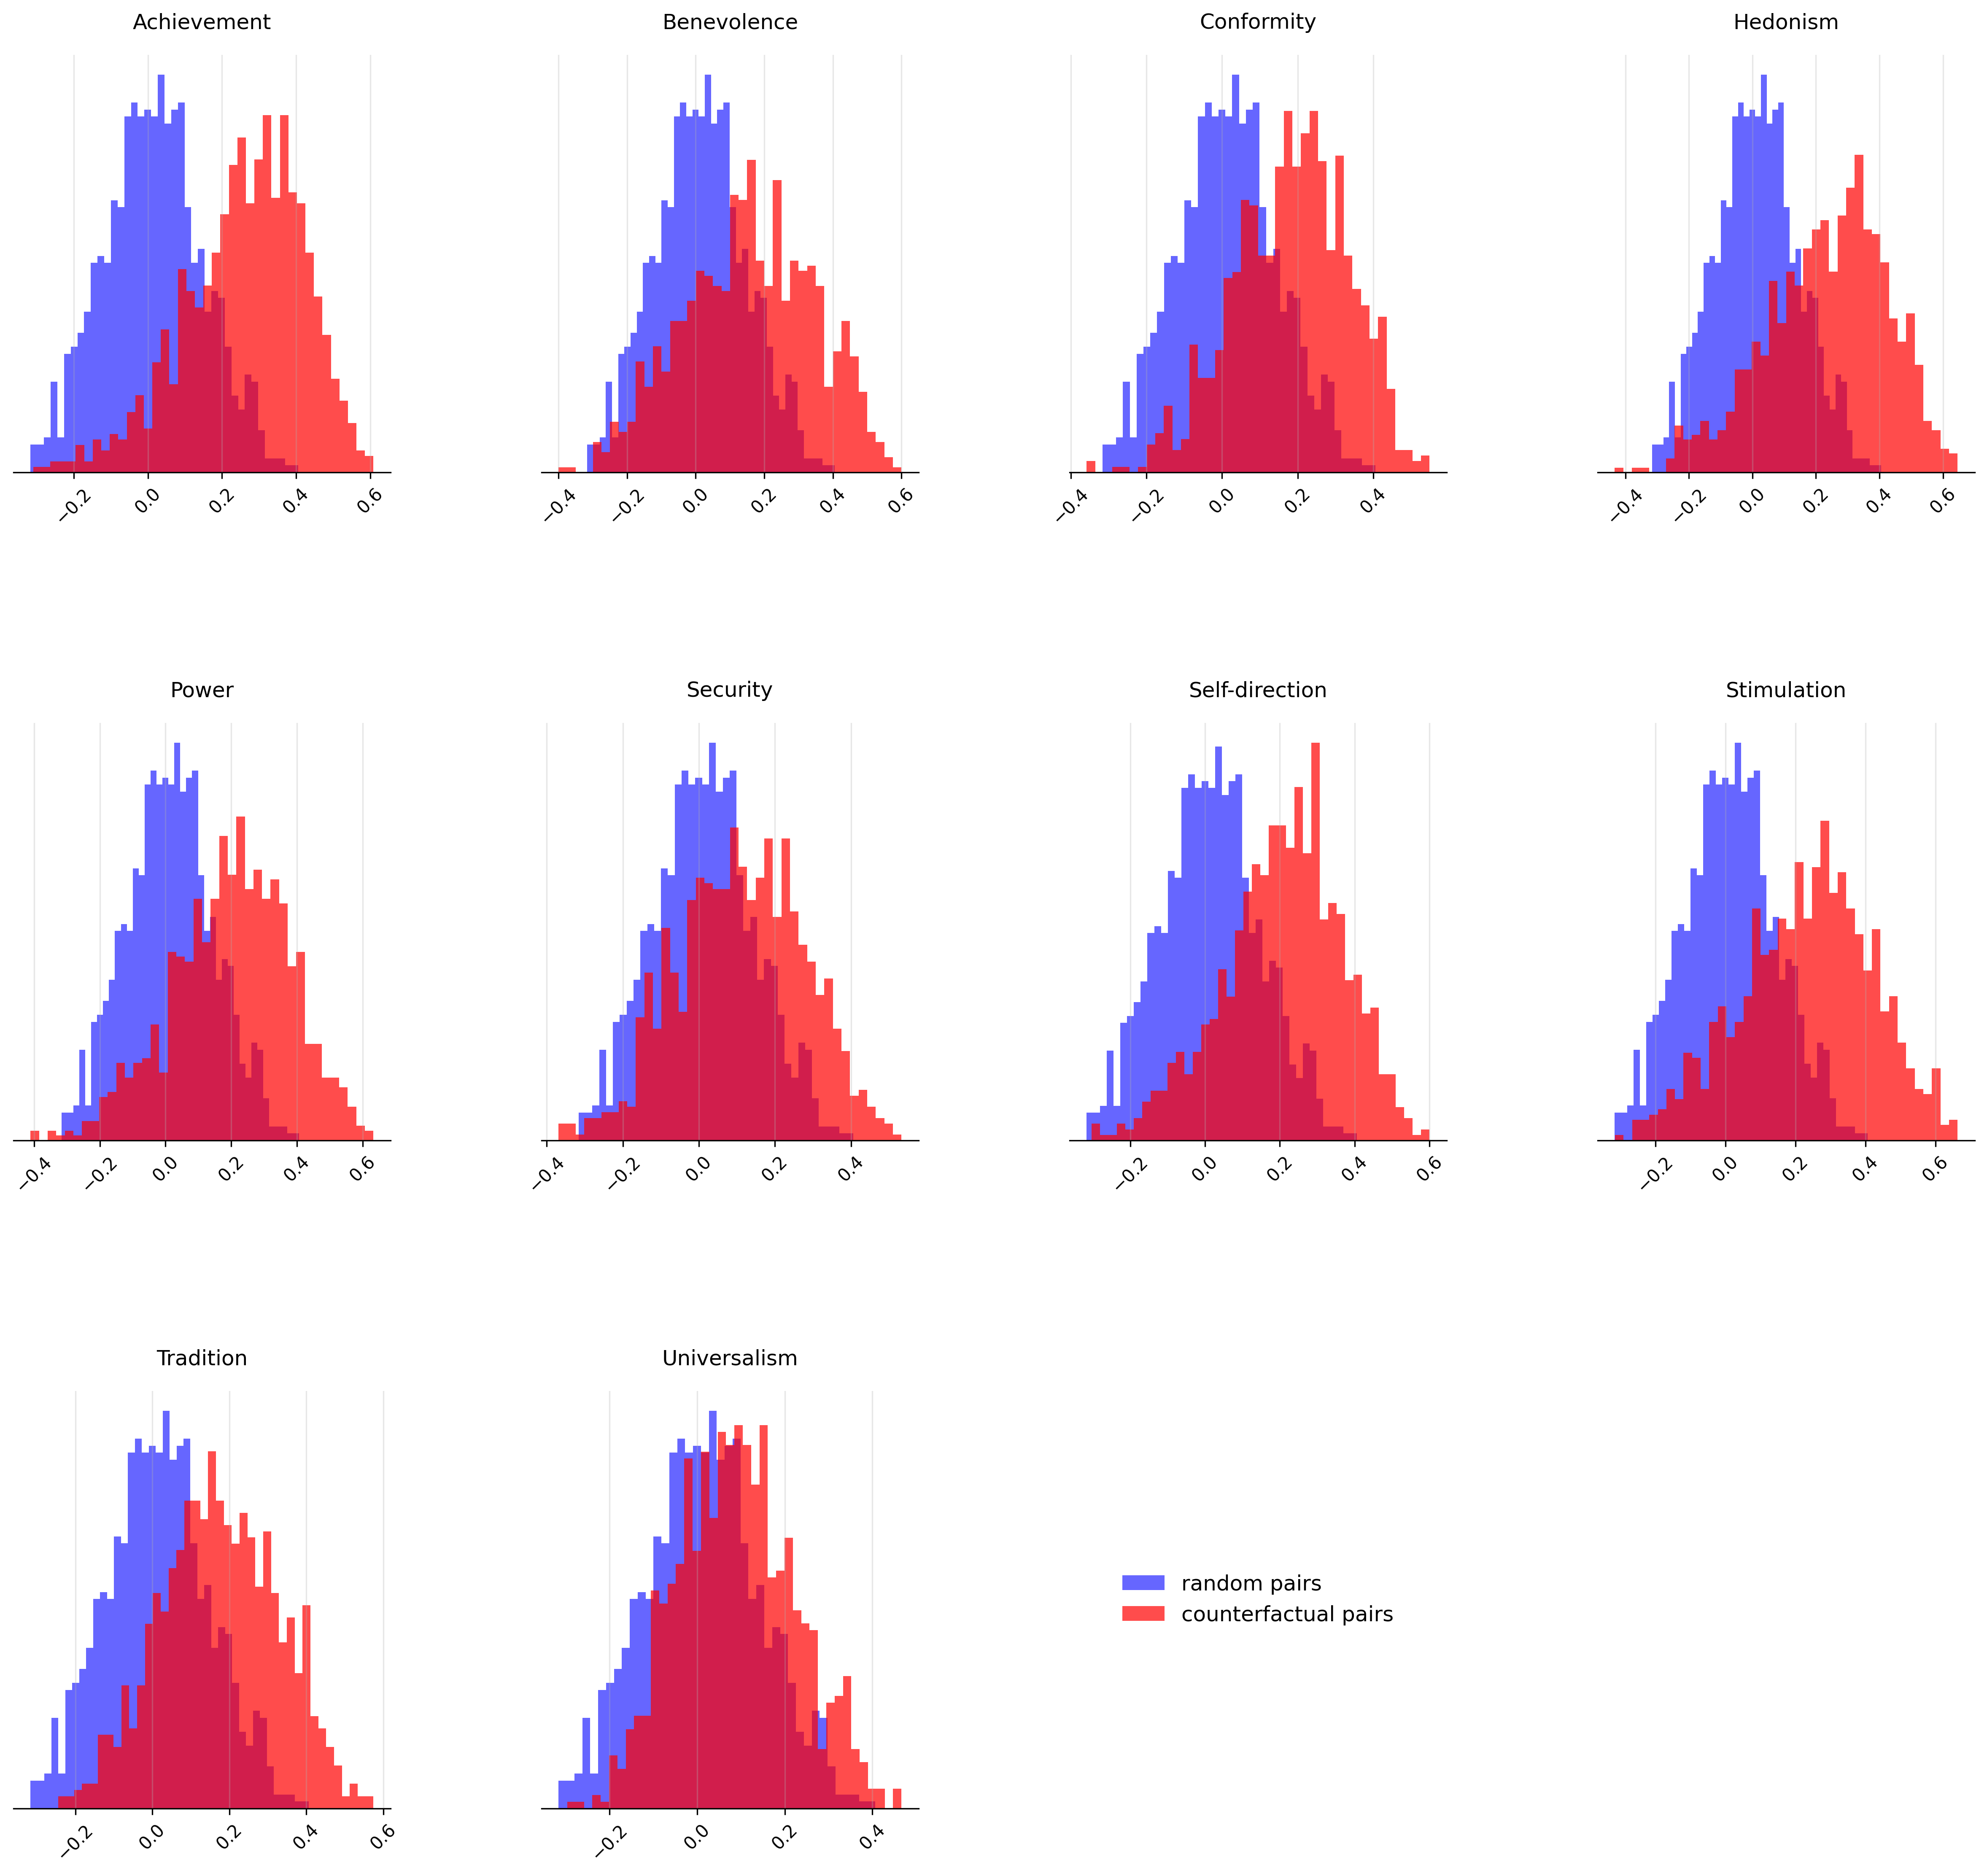 Achievement Benevolence Conformity Hedonism
−0.2 0.0 0.2 0.4 0.6 −0.4 −0.2 0.0 0.2 0.4 0.6 −0.4 −0.2 0.0 0.2 0.4 −0.4 −0.2 0.0 0.2 0.4 0.6
Power Security Self-direction Stimulation
−0.4 −0.2 0.0 0.2 0.4 0.6 −0.4 −0.2 0.0 0.2 0.4 −0.2 0.0 0.2 0.4 0.6 −0.2 0.0 0.2 0.4 0.6
Tradition Universalism
random pairs
counterfactual pairs
−0.2 0.0 0.2 0.4 0.6 −0.2 0.0 0.2 0.4